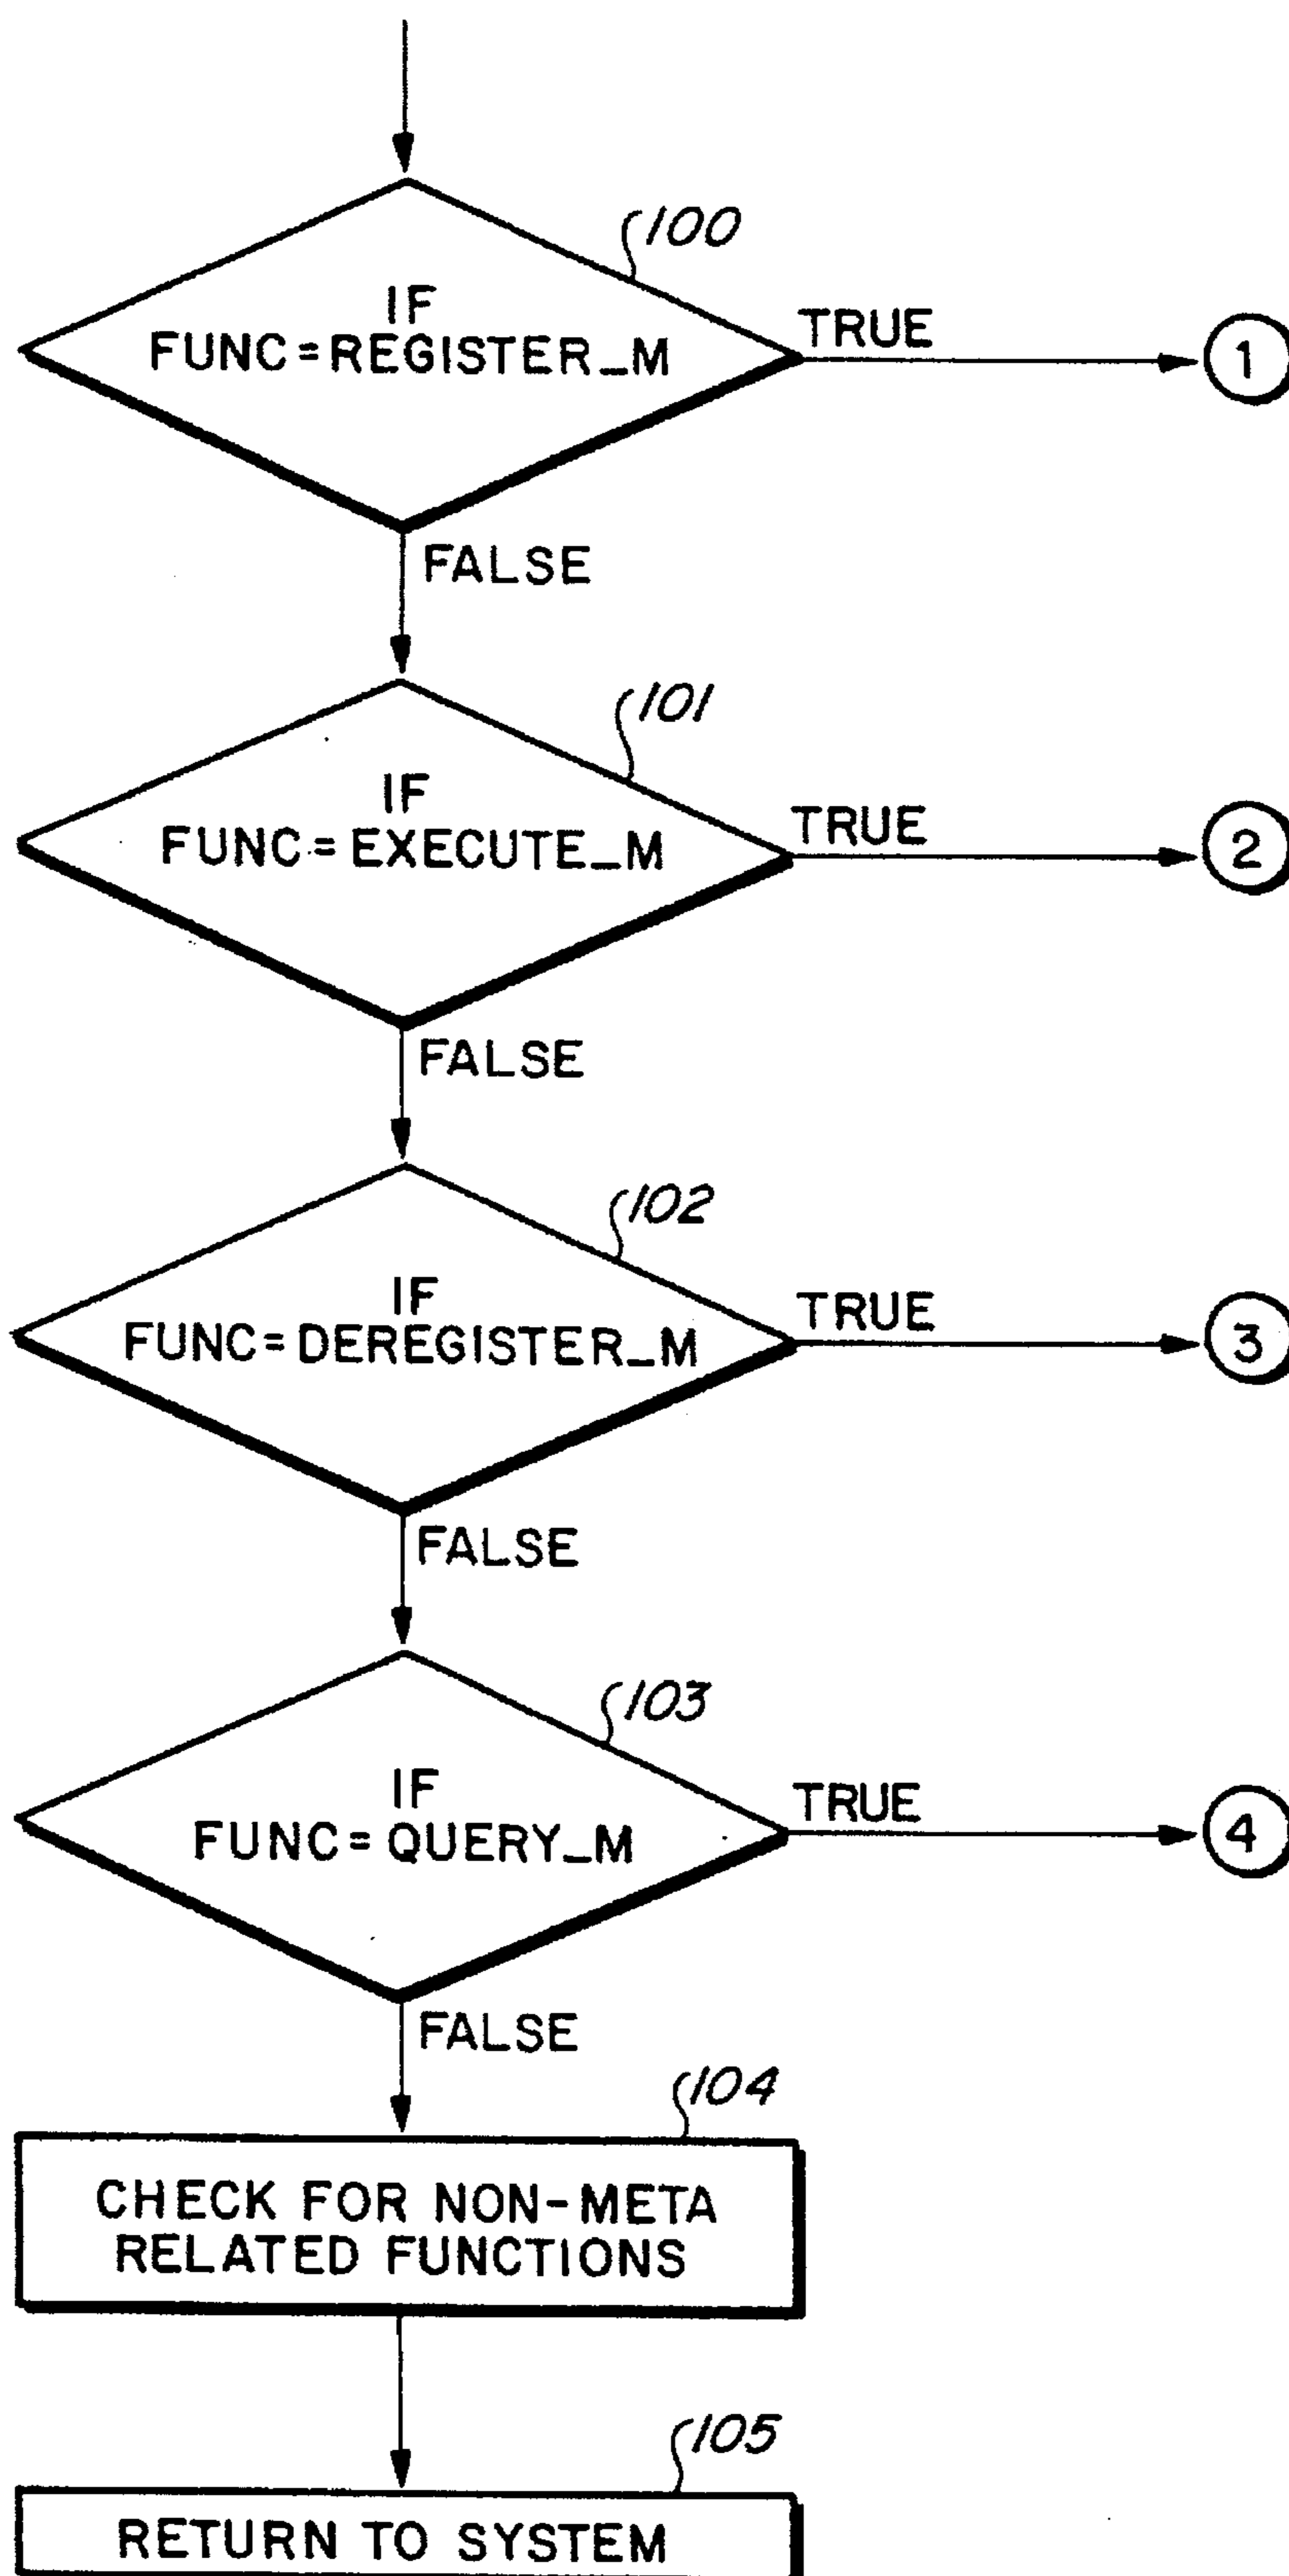 100
IF
FUNC=REGISTER_M
TRUE
1
FALSE
101
IF
FUNC=EXECUTE_M
TRUE
2
FALSE
102
IF
FUNC=DEREGISTER_M
TRUE
3
FALSE
103
IF
FUNC=QUERY_M
TRUE
4
FALSE
104
CHECK FOR NON-META
RELATED FUNCTIONS
105
RETURN TO SYSTEM